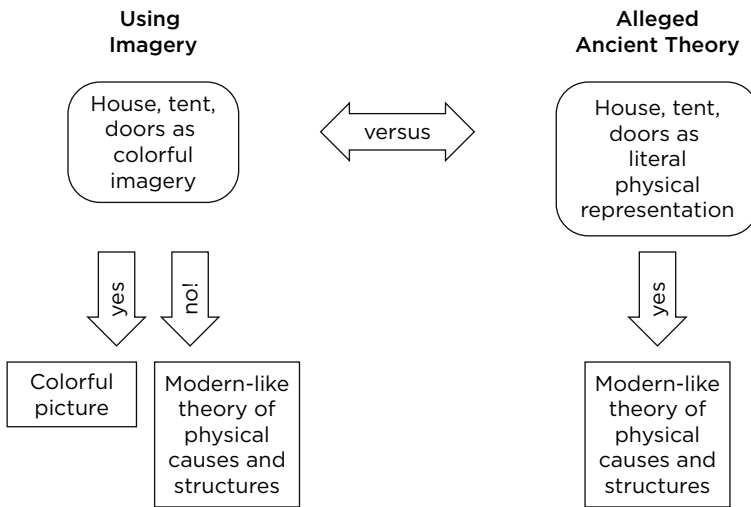 Using
Imagery
Alleged
Ancient Theory
House, tent,
doors as
colorful
imagery
versus
House, tent,
doors as
literal
physical
representation
yes
no!
yes
Colorful
picture
Modern-like
theory of
physical
causes and
structures
Modern-like
theory of
physical
causes and
structures